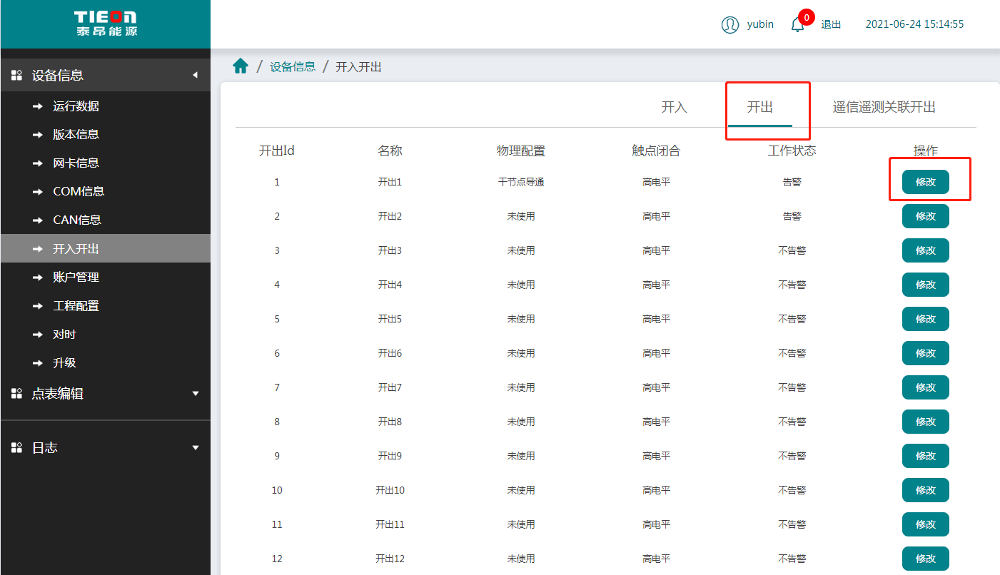 TIEON
泰昂能源
yubin
0
退出
2021-06-24 15:14:55
设备信息
运行数据
版本信息
网卡信息
COM信息
CAN信息
开入开出
账户管理
工程配置
对时
升级
点表编辑
日志
/ 设备信息 / 开入开出
开入 开出 遥信遥测关联开出
开出Id 名称 物理配置 触点闭合 工作状态 操作
1 开出1 干节点导通 高电平 告警 修改
2 开出2 未使用 高电平 告警 修改
3 开出3 未使用 高电平 不告警 修改
4 开出4 未使用 高电平 不告警 修改
5 开出5 未使用 高电平 不告警 修改
6 开出6 未使用 高电平 不告警 修改
7 开出7 未使用 高电平 不告警 修改
8 开出8 未使用 高电平 不告警 修改
9 开出9 未使用 高电平 不告警 修改
10 开出10 未使用 高电平 不告警 修改
11 开出11 未使用 高电平 不告警 修改
12 开出12 未使用 高电平 不告警 修改